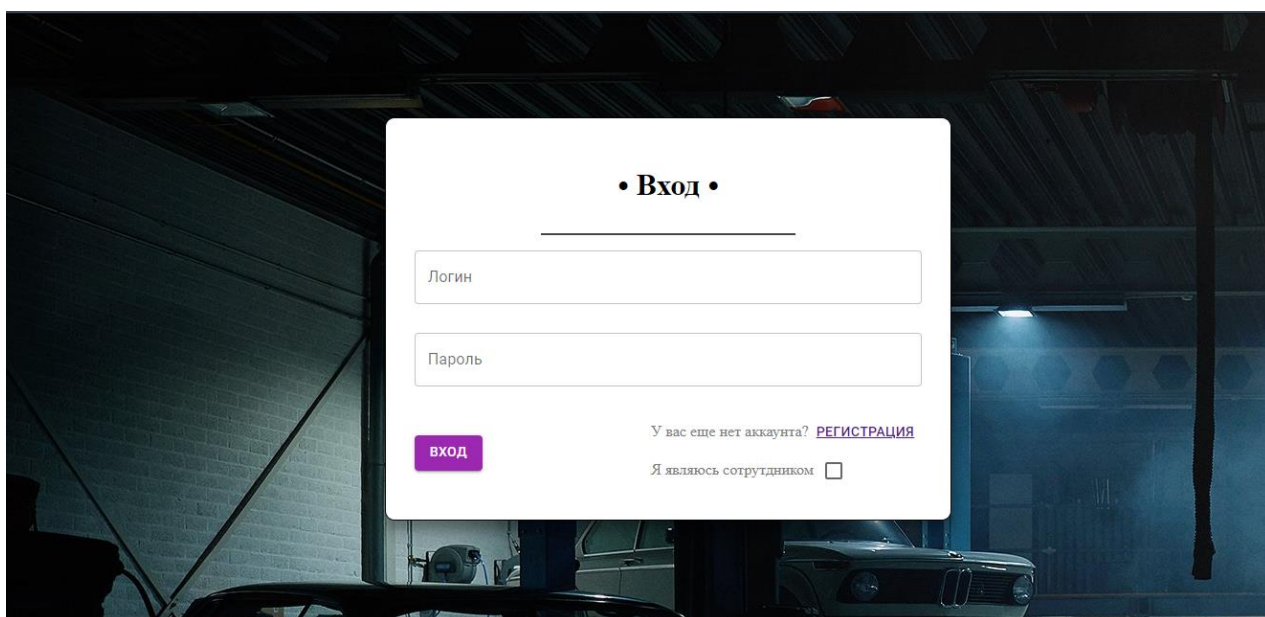 • Вход •
Логин
Пароль
У вас еще нет аккаунта? РЕГИСТРАЦИЯ
ВХОД
Я являюсь сотрутдником